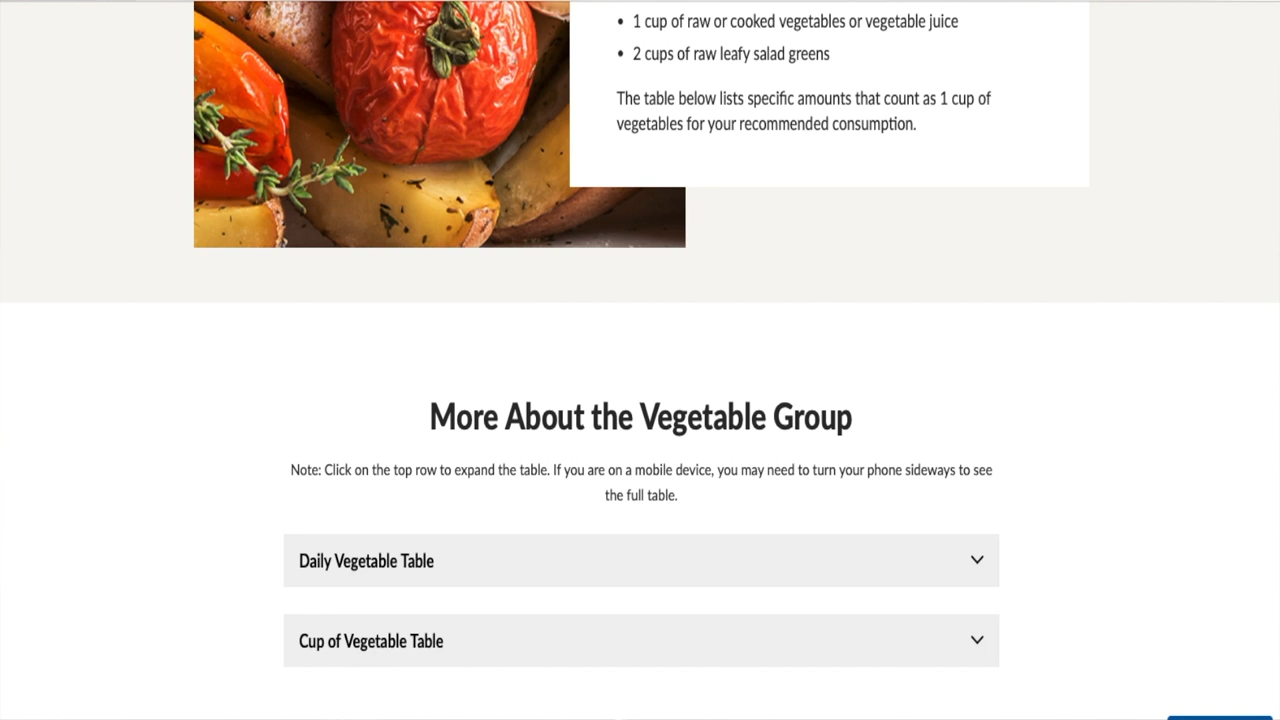 • 1 cup of raw or cooked vegetables or vegetable juice
• 2 cups of raw leafy salad greens
The table below lists specific amounts that count as 1 cup of
vegetables for your recommended consumption.
More About the Vegetable Group
Note: Click on the top row to expand the table. If you are on a mobile device, you may need to turn your phone sideways to see
the full table.
Daily Vegetable Table
Cup of Vegetable Table